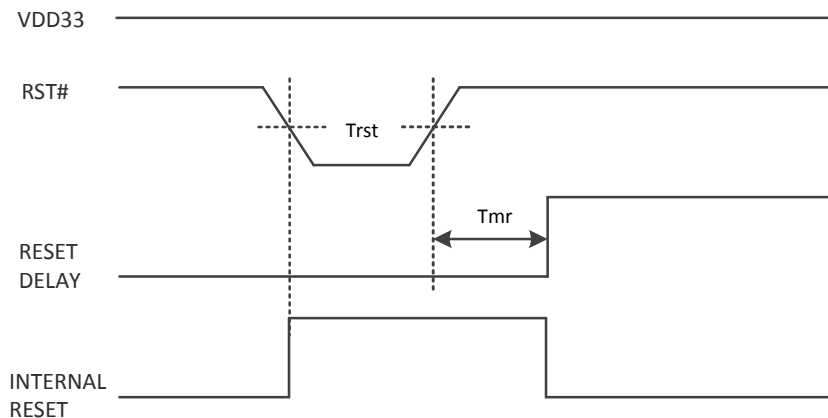 VDD33
RST#
Trst
Tmr
RESET
DELAY
INTERNAL
RESET